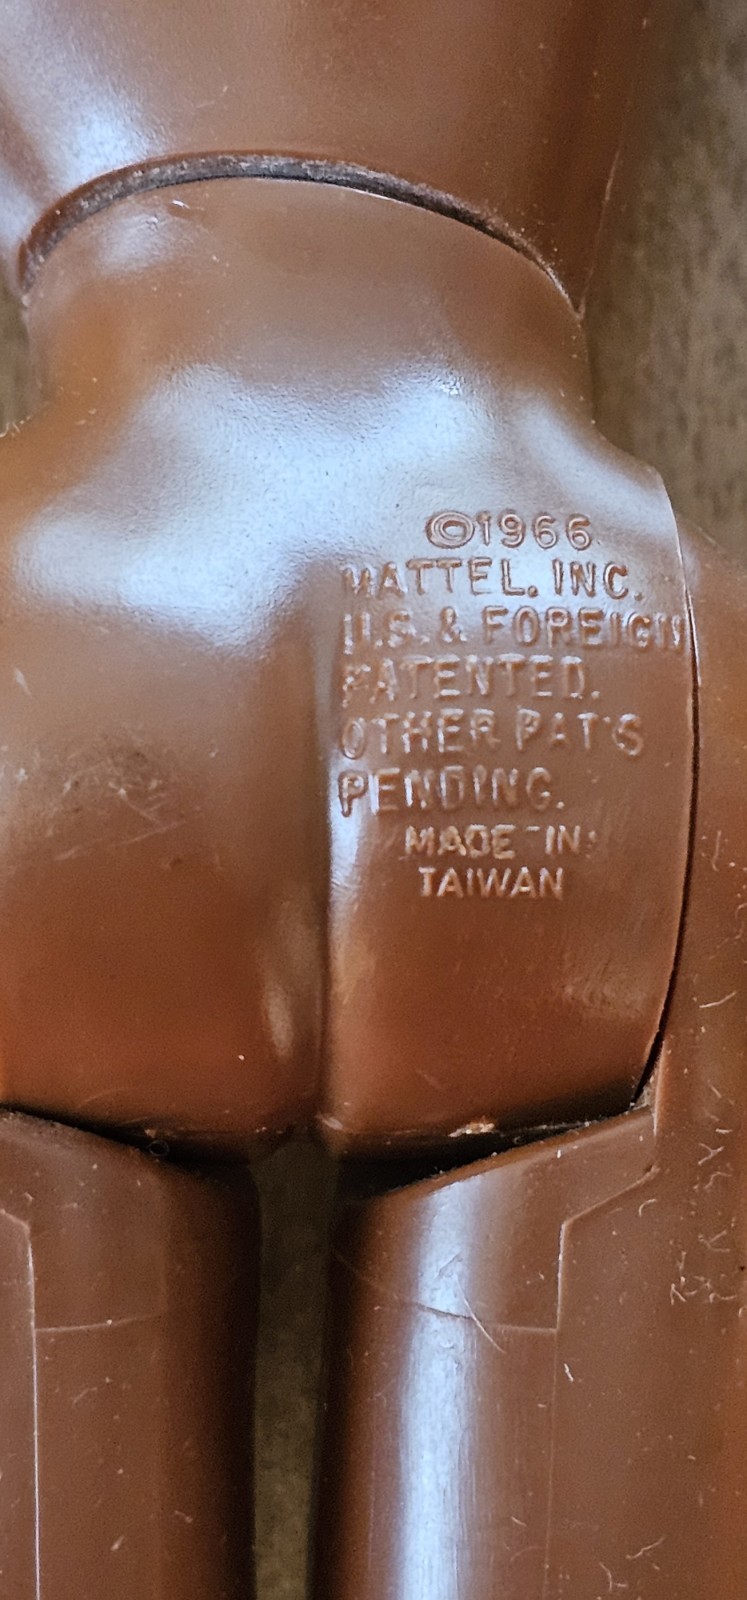 ©1966
MATTEL. INC.
U.S. & FOREIGN
PATENTED.
OTHER PAT'S
PENDING.
MADE IN
TAIWAN